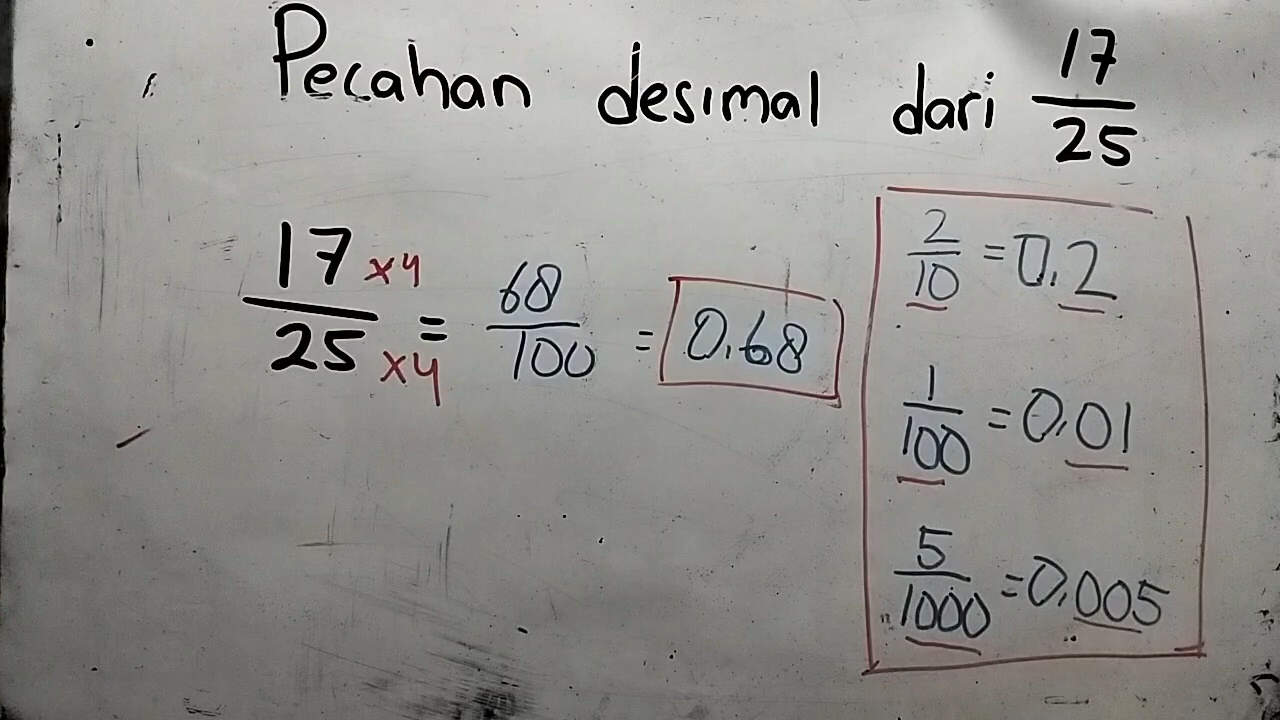 Pecahan desimal dari 17/25
17 x4 / 25 x4 = 68/100 = 0.68
2/10 = 0.2
1/100 = 0.01
5/1000 = 0.005